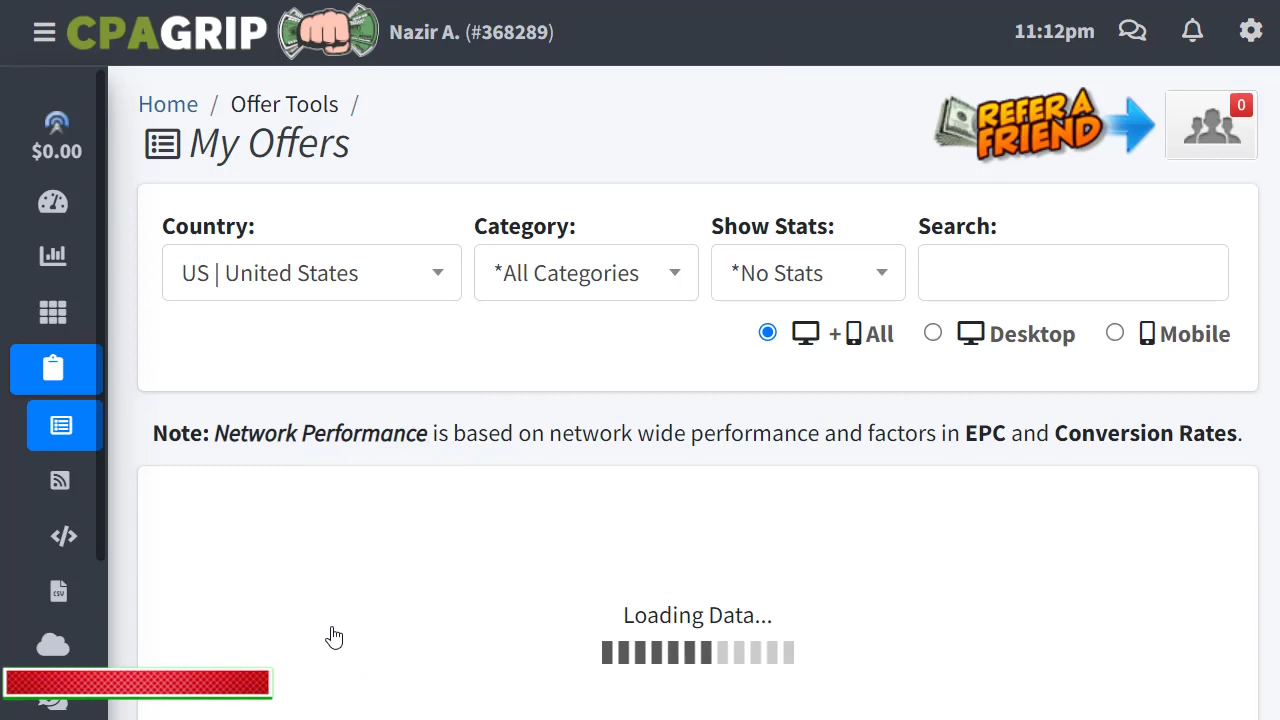 CPAGRIP Nazir A. (#368289) 11:12pm
$0.00
Home / Offer Tools /
My Offers
REFER A FRIEND 0
Country: Category: Show Stats: Search:
US | United States *All Categories *No Stats
+ All Desktop Mobile
Note: Network Performance is based on network wide performance and factors in EPC and Conversion Rates.
CSV
Loading Data...